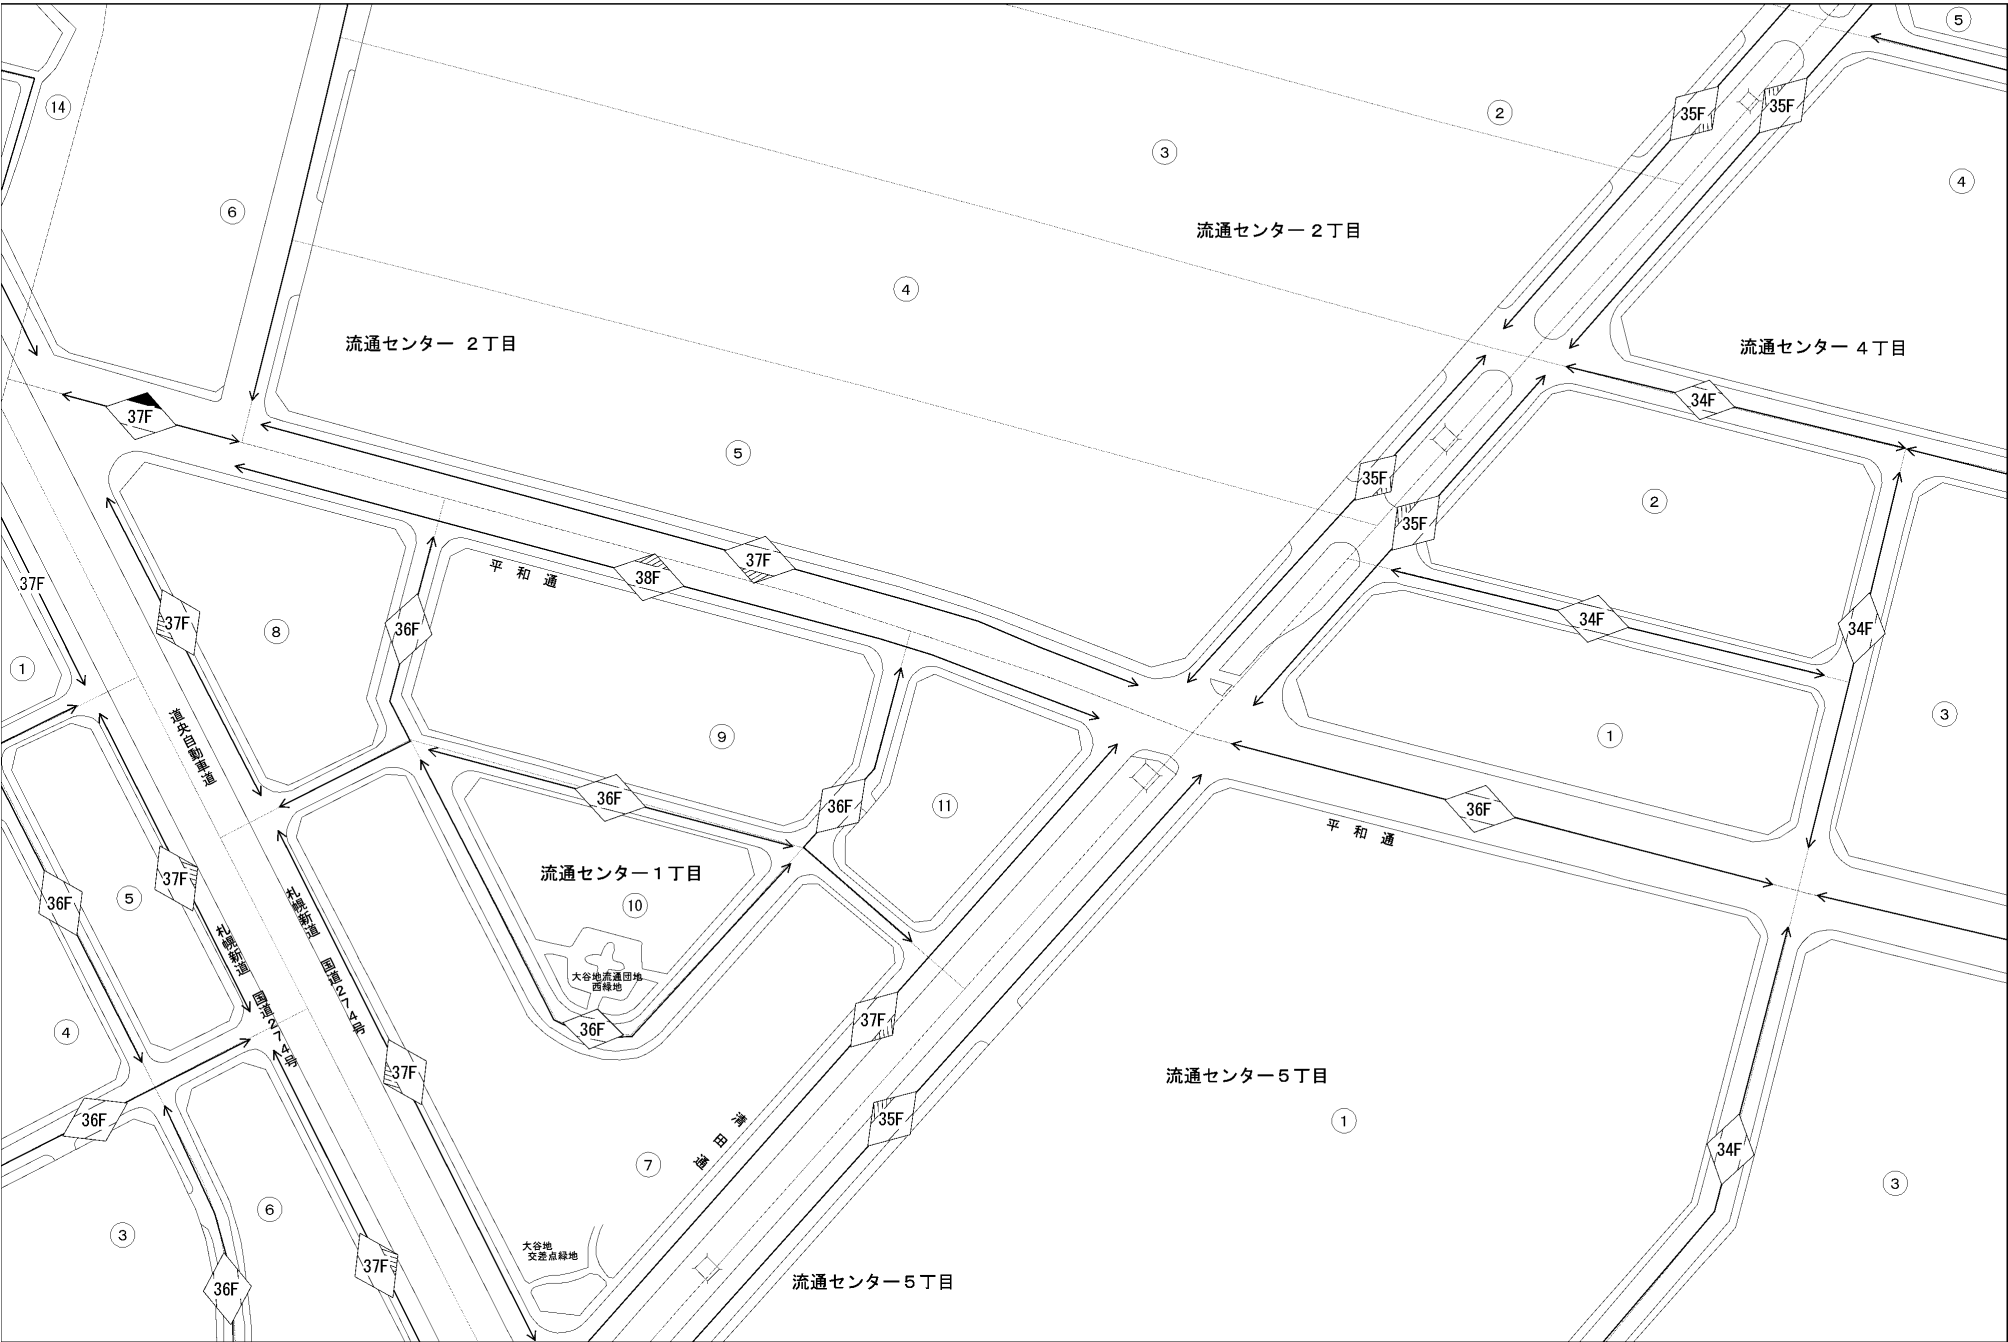 ⑤
⑭
35F
35F
②
③
④
⑥
流通センター２丁目
④
流通センター ２丁目
流通センター４丁目
34F
37F
⑤
35F
②
35F
37F
平和通
38F
37F
37F
⑧
36F
34F
34F
①
道央自動車道
⑨
①
③
36F
36F
⑪
36F
平和通
37F
流通センター１丁目
36F
⑤
⑩
札幌新道 国道274号
札幌新道 国道274号
大谷地流通団地
西緑地
④
36F
37F
37F
流通センター５丁目
36F
35F
①
清田通
34F
⑦
⑥
③
③
大谷地
交差点緑地
37F
36F
流通センター５丁目